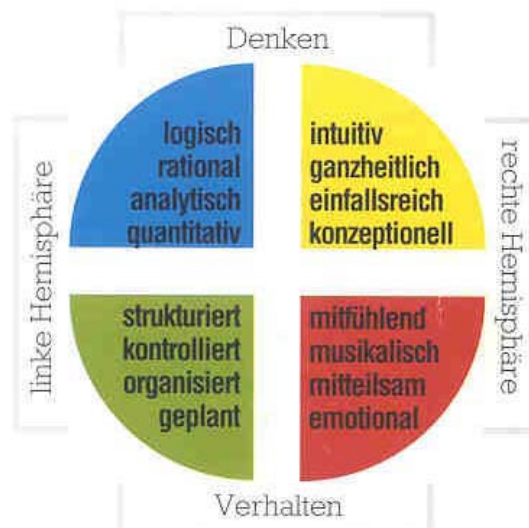 Denken
linke Hemisphäre
logisch
rational
analytisch
quantitativ
intuitiv
ganzheitlich
einfallsreich
konzeptionell
rechte Hemisphäre
strukturiert
kontrolliert
organisiert
geplant
mitfühlend
musikalisch
mitteilsam
emotional
Verhalten